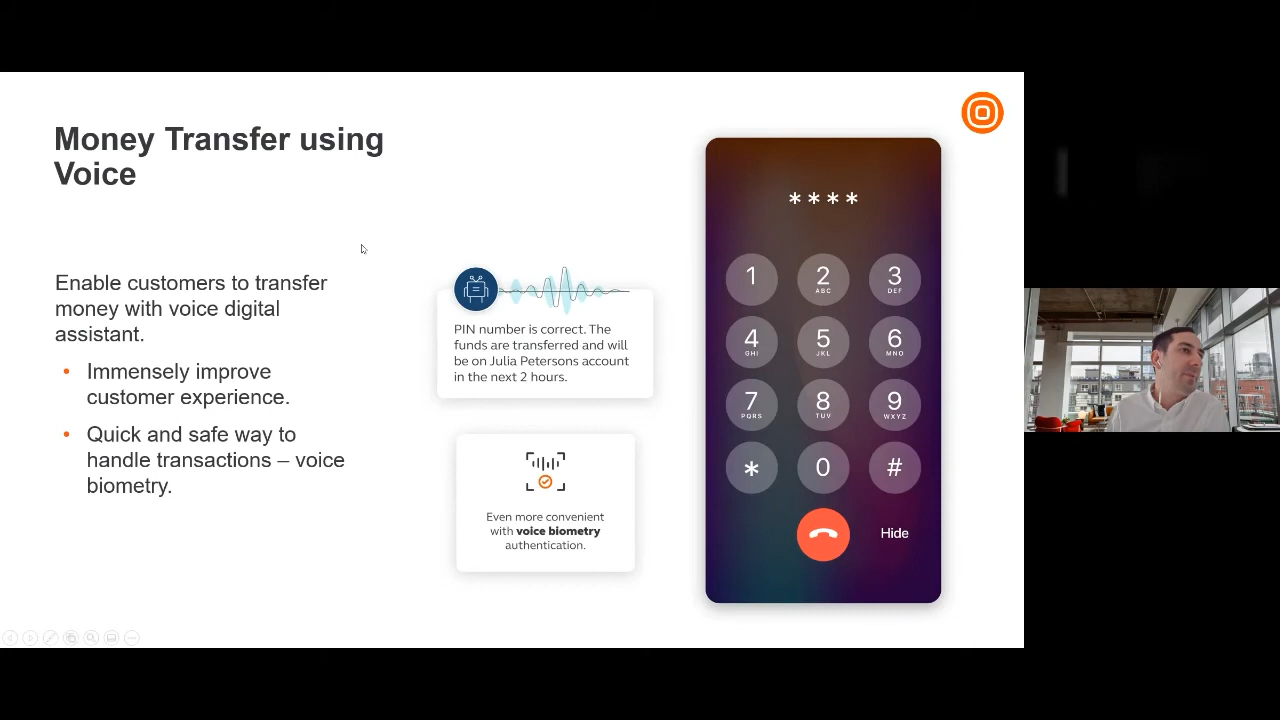 Money Transfer using
Voice
Enable customers to transfer
money with voice digital
assistant.
• Immensely improve
customer experience.
• Quick and safe way to
handle transactions – voice
biometry.
PIN number is correct. The
funds are transferred and will
be on Julia Petersons account
in the next 2 hours.
Even more convenient
with voice biometry
authentication.
****
1 2 3
ABC DEF
4 5 6
GHI JKL MNO
7 8 9
PQRS TUV WXYZ
* 0 #
Hide